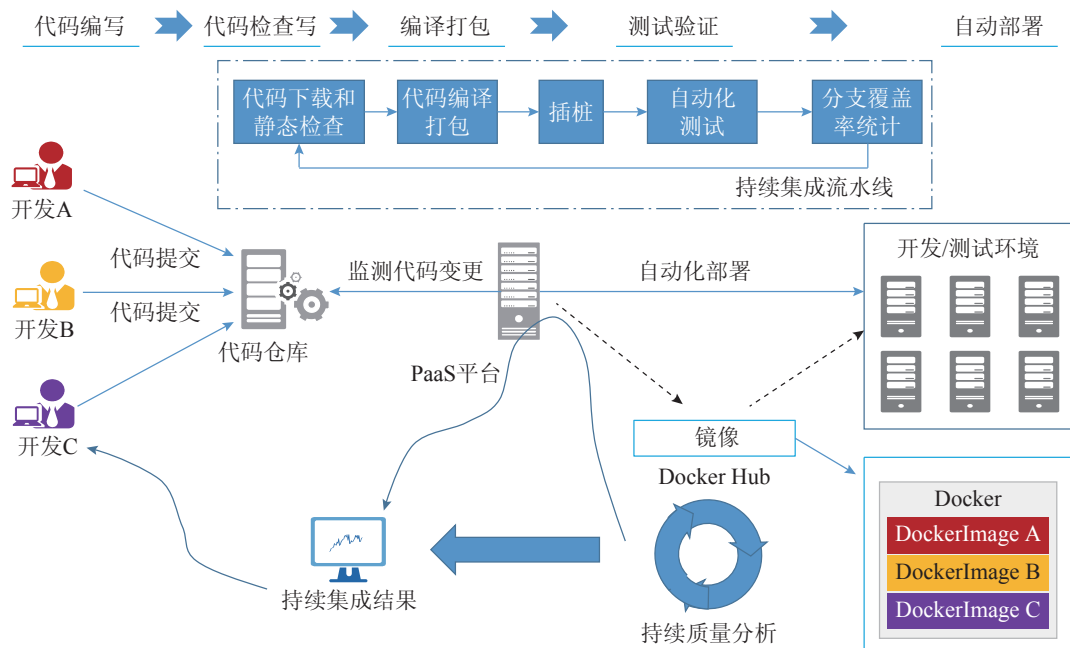 代码编写
代码检查写
编译打包
测试验证
自动部署
代码下载和
静态检查
代码编译
打包
插桩
自动化
测试
分支覆盖
率统计
持续集成流水线
开发A
代码提交
开发B
代码提交
开发C
代码仓库
监测代码变更
自动化部署
PaaS平台
开发/测试环境
镜像
Docker Hub
Docker
DockerImage A
DockerImage B
DockerImage C
持续集成结果
持续质量分析